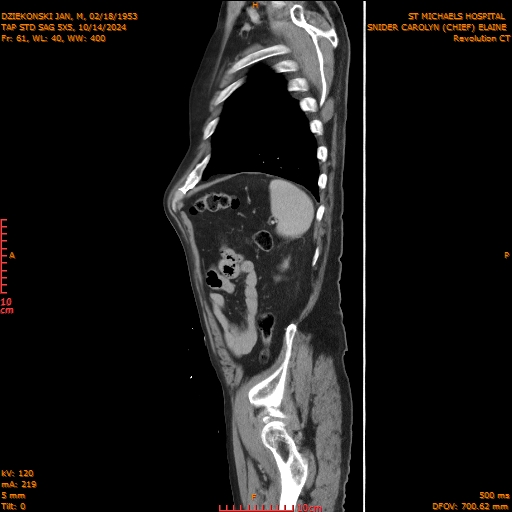 DZIEKONSKI JAN, M, 02/18/1953
TAP STD SAG 5X5, 10/14/2024
Fr: 61, WL: 40, WW: 400
H
ST MICHAELS HOSPITAL
SNIDER CAROLYN (CHIEF) ELAINE
Revolution CT
A
P
10
cm
kV: 120
mA: 219
5 mm
Tilt: 0
F
10cm
500 ms
DFOV: 700.62 mm